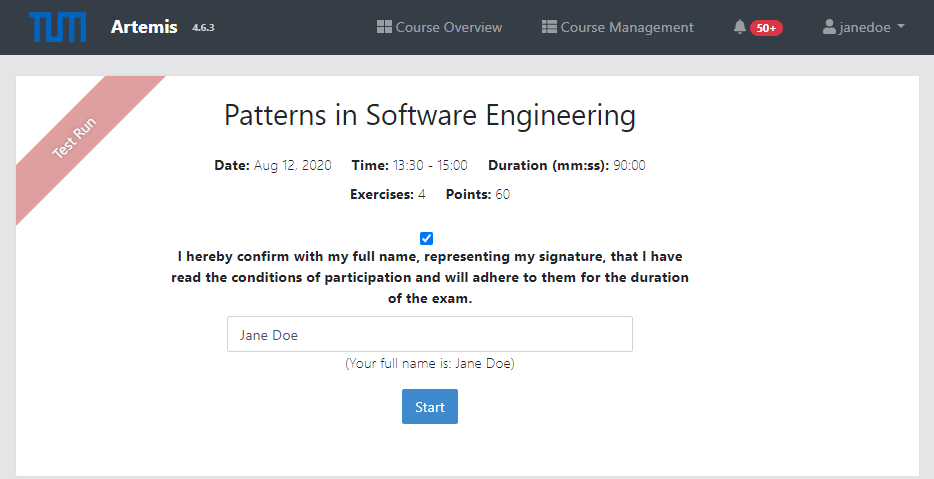 TUM Artemis 4.6.3 Course Overview Course Management 50+ janedoe
Test Run
Patterns in Software Engineering
Date: Aug 12, 2020 Time: 13:30 - 15:00 Duration (mm:ss): 90:00
Exercises: 4 Points: 60
I hereby confirm with my full name, representing my signature, that I have
read the conditions of participation and will adhere to them for the duration
of the exam.
Jane Doe
(Your full name is: Jane Doe)
Start